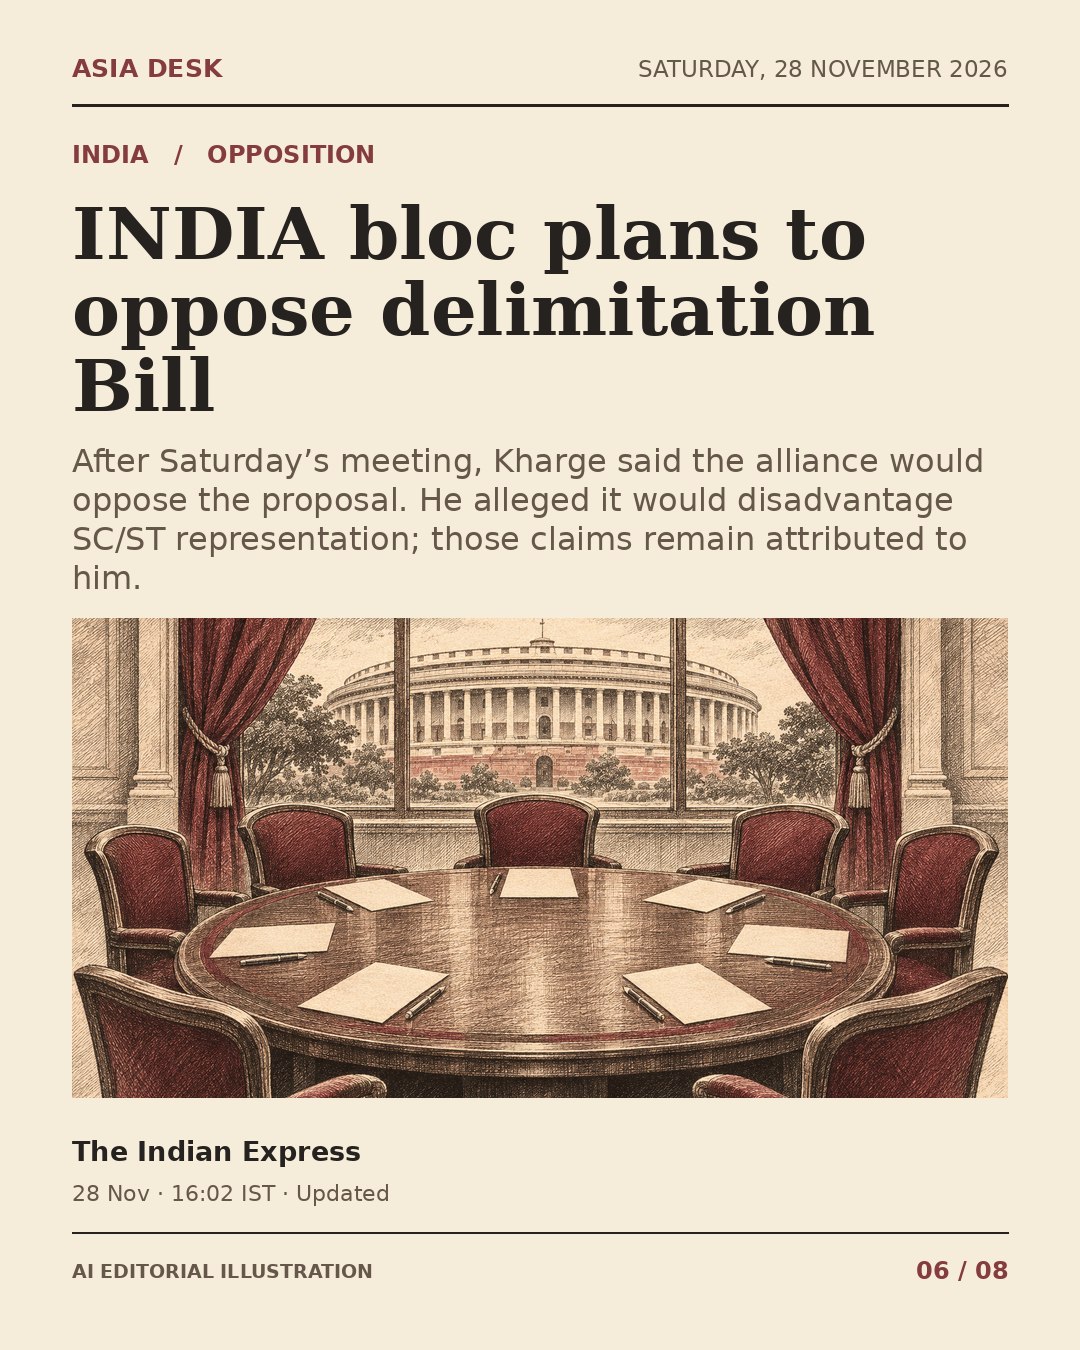 ASIA DESK
SATURDAY, 28 NOVEMBER 2026
INDIA / OPPOSITION
INDIA bloc plans to
oppose delimitation
Bill
After Saturday’s meeting, Kharge said the alliance would
oppose the proposal. He alleged it would disadvantage
SC/ST representation; those claims remain attributed to
him.
The Indian Express
28 Nov · 16:02 IST · Updated
AI EDITORIAL ILLUSTRATION
06 / 08